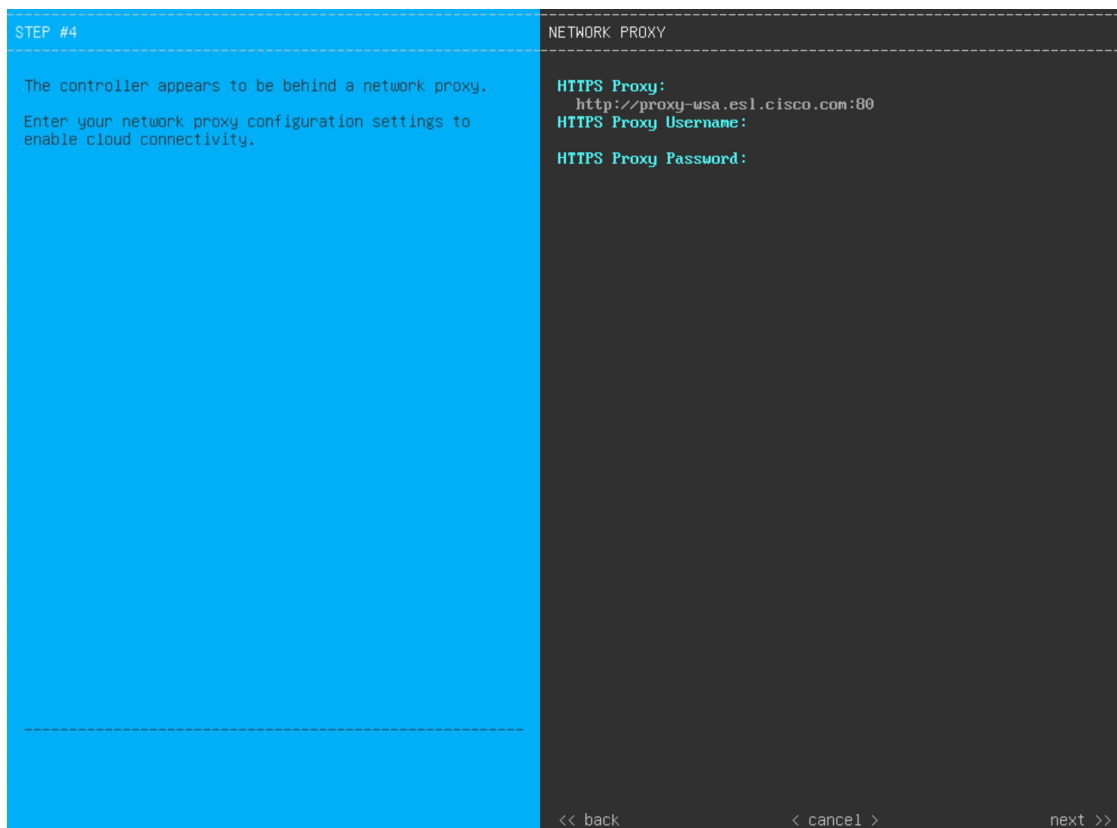 STEP #4
The controller appears to be behind a network proxy.
Enter your network proxy configuration settings to
enable cloud connectivity.
NETWORK PROXY
HTTPS Proxy:
http://proxy-wsa.esl.cisco.com:80
HTTPS Proxy Username:
HTTPS Proxy Password:
<< back
< cancel >
next >>